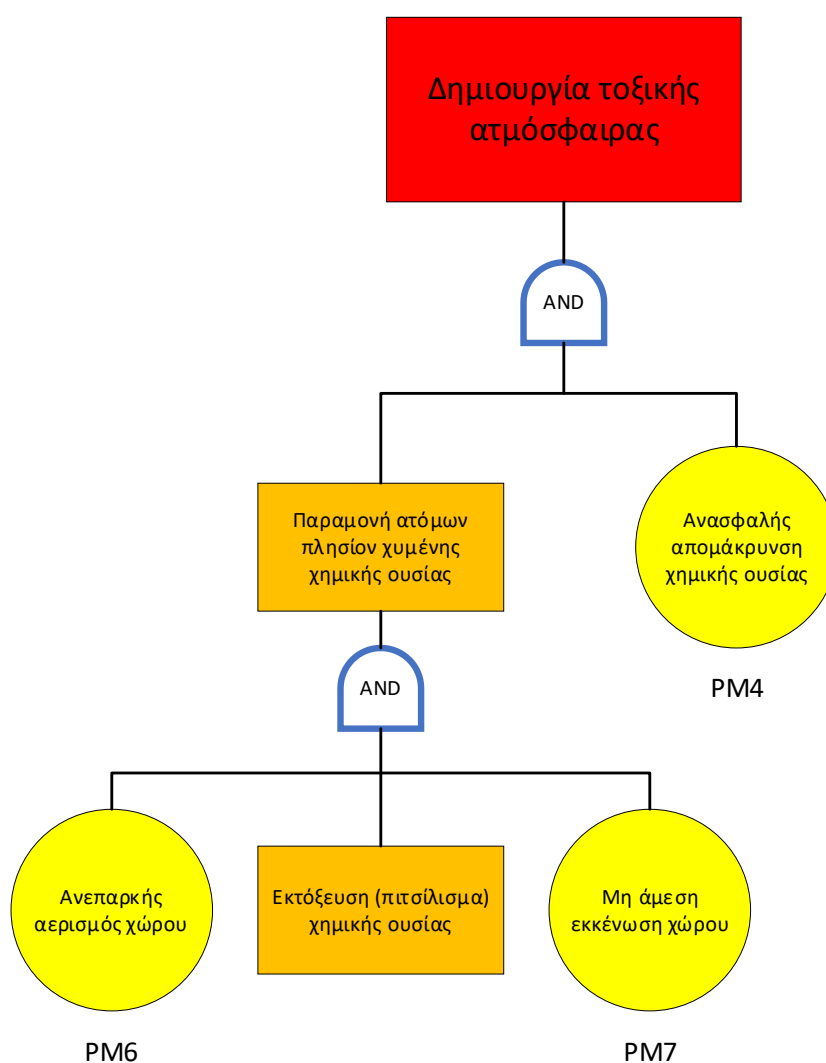 Δημιουργία τοξικής
ατμόσφαιρας
AND
Παραμονή ατόμων
πλησίον χυμένης
χημικής ουσίας
Ανασφαλής
απομάκρυνση
χημικής ουσίας
PM4
AND
Ανεπαρκής
αερισμός χώρου
Εκτόξευση (πιτσίλισμα)
χημικής ουσίας
Μη άμεση
εκκένωση χώρου
PM6
PM7